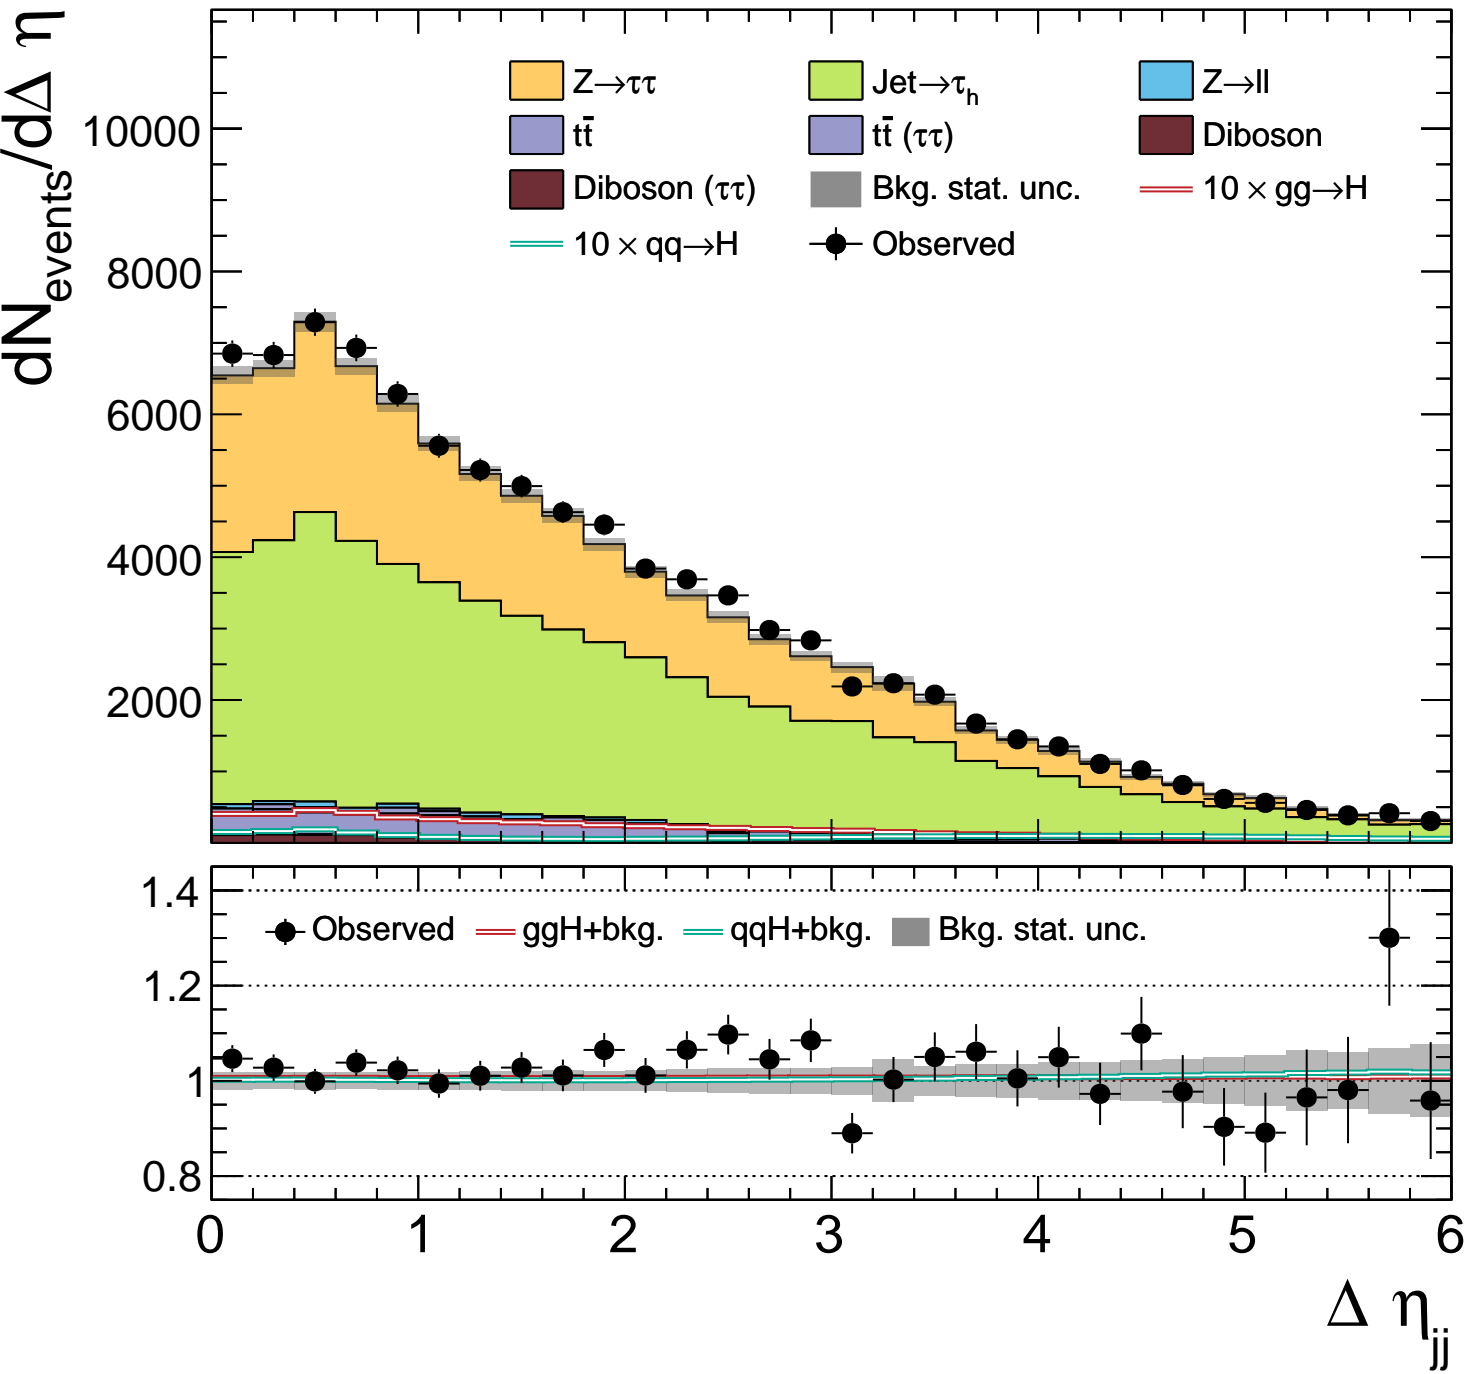 dN_events/dΔ η
Z→ττ Jet→τ_h Z→ll
tt̄ tt̄ (ττ) Diboson
Diboson (ττ) Bkg. stat. unc. 10 × gg→H
10 × qq→H Observed
10000
8000
6000
4000
2000
1.4
Observed ggH+bkg. qqH+bkg. Bkg. stat. unc.
1.2
1
0.8
0 1 2 3 4 5 6
Δ η_jj